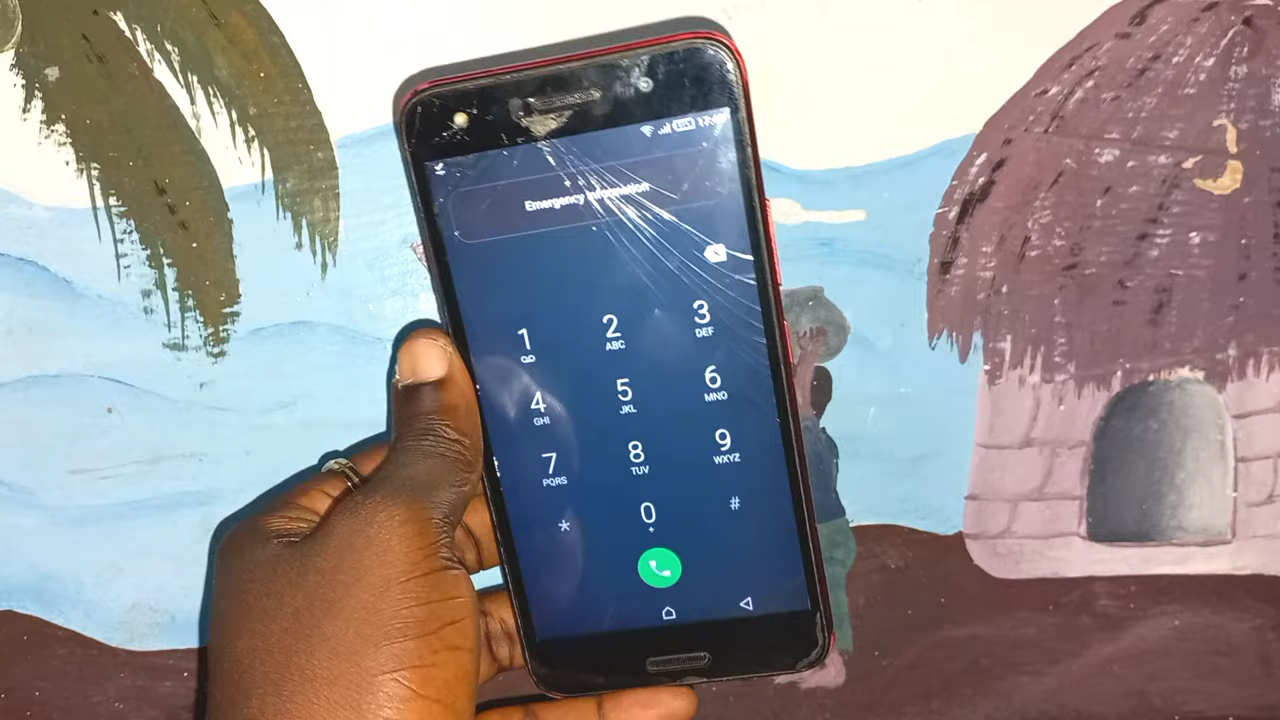 Emergency information
1 2 3
ABC DEF
4 5 6
GHI JKL MNO
7 8 9
PQRS TUV WXYZ
* 0 #
+